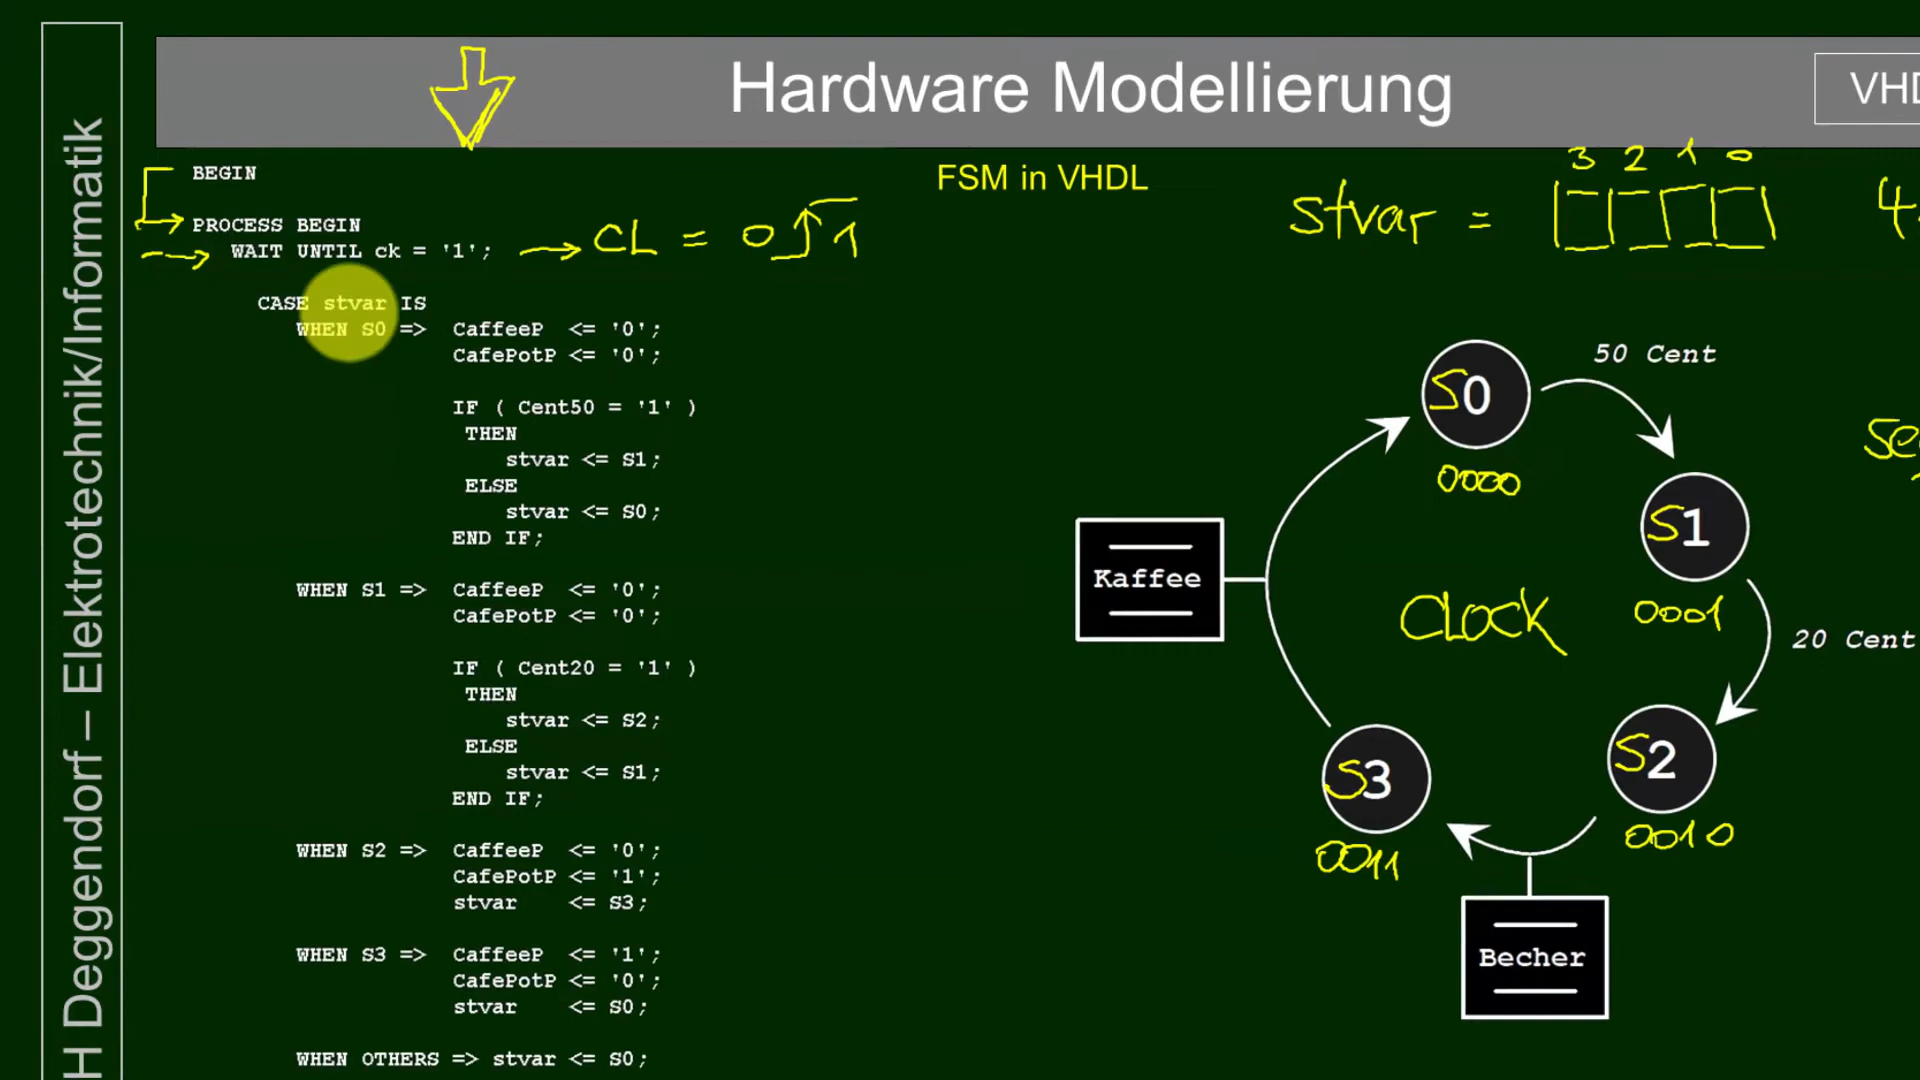 H Deggendorf – Elektrotechnik/Informatik
Hardware Modellierung
FSM in VHDL
BEGIN
PROCESS BEGIN
WAIT UNTIL ck = '1';
CL = 0 1
CASE stvar IS
WHEN S0 => CaffeeP <= '0';
CafePotP <= '0';
IF ( Cent50 = '1' )
THEN
stvar <= S1;
ELSE
stvar <= S0;
END IF;
WHEN S1 => CaffeeP <= '0';
CafePotP <= '0';
IF ( Cent20 = '1' )
THEN
stvar <= S2;
ELSE
stvar <= S1;
END IF;
WHEN S2 => CaffeeP <= '0';
CafePotP <= '1';
stvar <= S3;
WHEN S3 => CaffeeP <= '1';
CafePotP <= '0';
stvar <= S0;
WHEN OTHERS => stvar <= S0;
3 2 1 0
stvar =
S0
0000
50 Cent
S1
0001
20 Cent
S2
0010
S3
0011
CLOCK
Kaffee
Becher